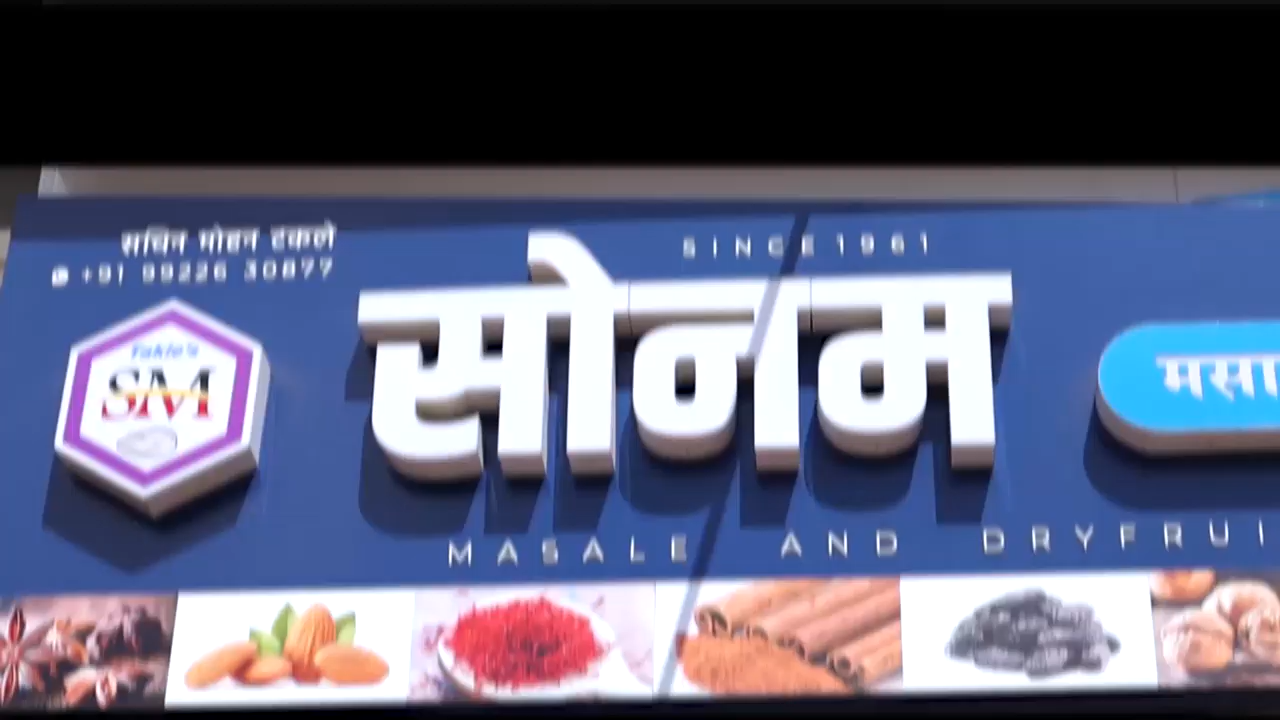 सचिन मोहन टकले
+91 99226 30877
SINCE 1961
Takle's
SM
सोनम
मसा
MASALE AND DRYFRUI